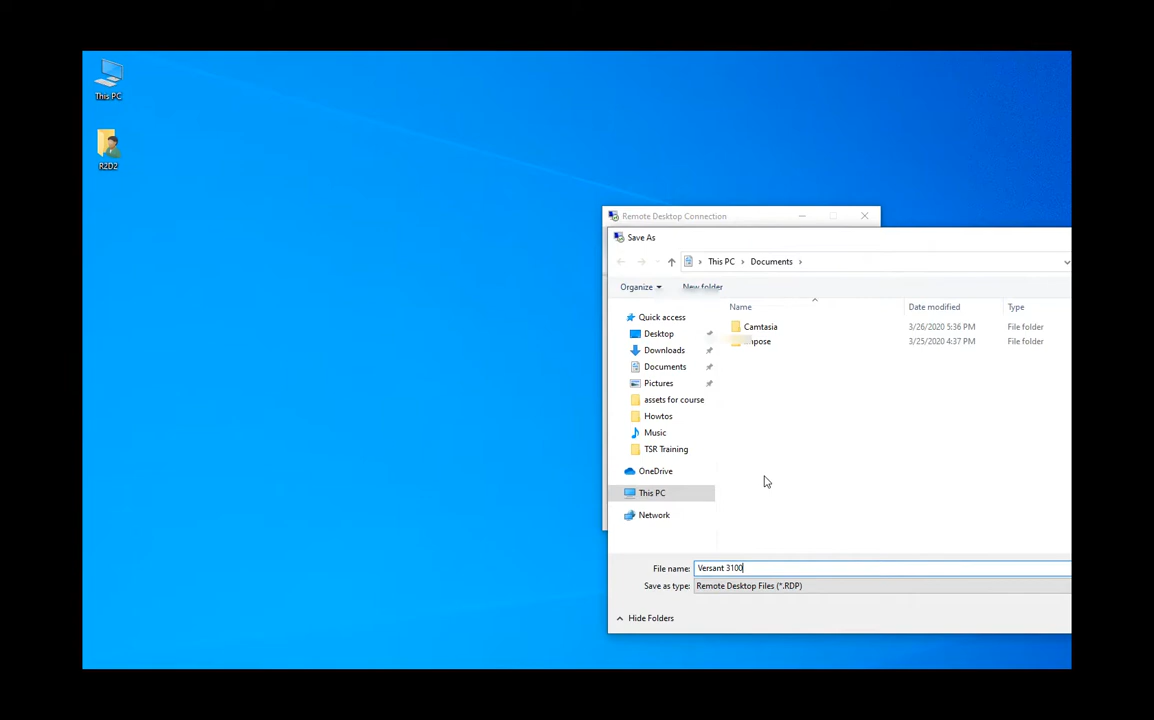 This PC
R2D2
Remote Desktop Connection
Save As
This PC
Documents
Organize
New folder
Name
Date modified
Type
Quick access
Desktop
Downloads
Documents
Pictures
assets for course
Howtos
Music
TSR Training
OneDrive
This PC
Network
Camtasia
3/26/2020 5:36 PM
File folder
3/25/2020 4:37 PM
File folder
File name:
Versant 3100
Save as type:
Remote Desktop Files (*.RDP)
Hide Folders